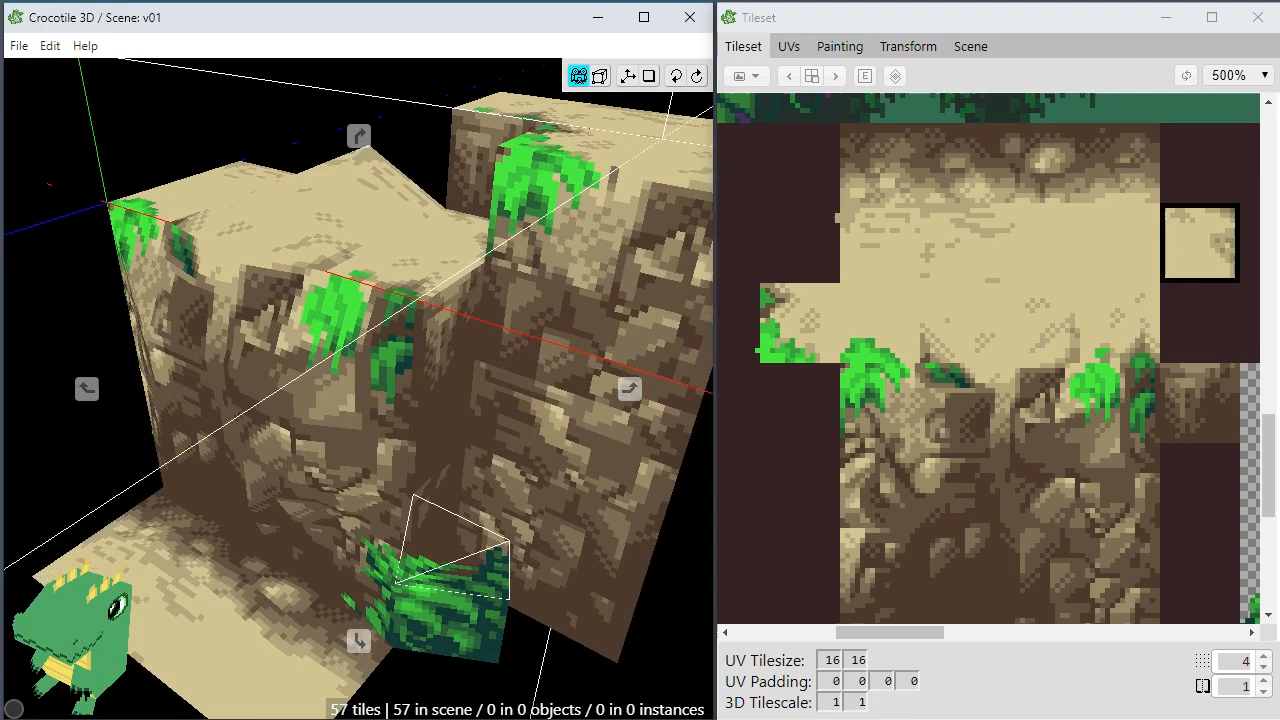 Crocotile 3D / Scene: v01
File Edit Help
57 tiles | 57 in scene / 0 in 0 objects / 0 in 0 instances
Tileset
Tileset UVs Painting Transform Scene
E
500%
UV Tilesize: 16 16
UV Padding: 0 0 0 0
3D Tilescale: 1 1
4
1